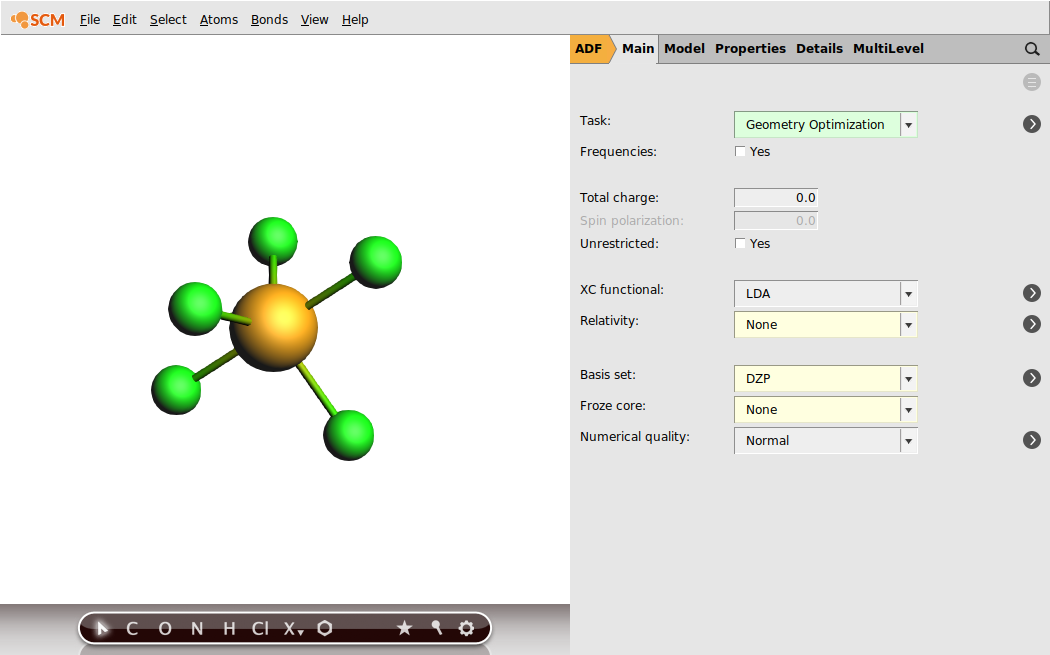 SCM File Edit Select Atoms Bonds View Help
ADF Main Model Properties Details MultiLevel
Task: Geometry Optimization
Frequencies: Yes
Total charge: 0.0
Spin polarization: 0.0
Unrestricted: Yes
XC functional: LDA
Relativity: None
Basis set: DZP
Froze core: None
Numerical quality: Normal
C O N H Cl X